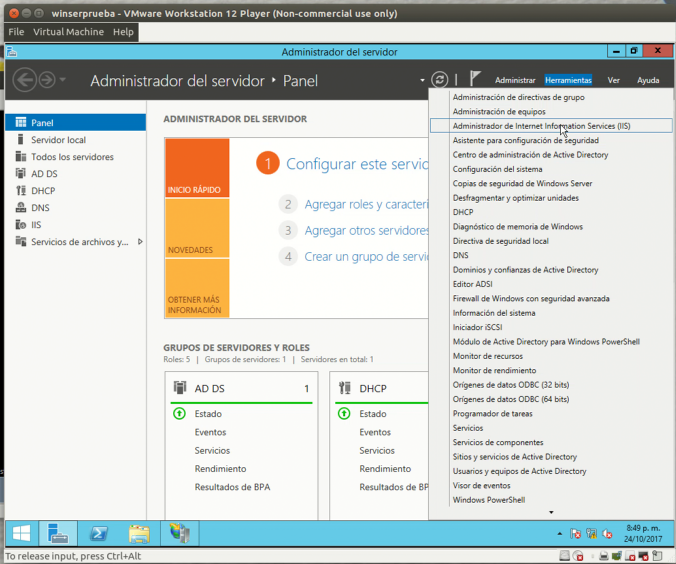 winserprueba - VMware Workstation 12 Player (Non-commercial use only)
File Virtual Machine Help
Administrador del servidor
Administrador del servidor • Panel
Administrar Herramientas Ver Ayuda
Panel
Servidor local
Todos los servidores
AD DS
DHCP
DNS
IIS
Servicios de archivos y...
ADMINISTRADOR DEL SERVIDOR
INICIO RÁPIDO
NOVEDADES
OBTENER MÁS
INFORMACIÓN
1 Configurar este servic
2 Agregar roles y caracterí
3 Agregar otros servidores
4 Crear un grupo de servi
GRUPOS DE SERVIDORES Y ROLES
Roles: 5 | Grupos de servidores: 1 | Servidores en total: 1
AD DS 1
Estado
Eventos
Servicios
Rendimiento
Resultados de BPA
DHCP
Estado
Eventos
Servicios
Rendimiento
Resultados de BPA
Administración de directivas de grupo
Administración de equipos
Administrador de Internet Information Services (IIS)
Asistente para configuración de seguridad
Centro de administración de Active Directory
Configuración del sistema
Copias de seguridad de Windows Server
Desfragmentar y optimizar unidades
DHCP
Diagnóstico de memoria de Windows
Directiva de seguridad local
DNS
Dominios y confianzas de Active Directory
Editor ADSI
Firewall de Windows con seguridad avanzada
Información del sistema
Iniciador iSCSI
Módulo de Active Directory para Windows PowerShell
Monitor de recursos
Monitor de rendimiento
Orígenes de datos ODBC (32 bits)
Orígenes de datos ODBC (64 bits)
Programador de tareas
Servicios
Servicios de componentes
Sitios y servicios de Active Directory
Usuarios y equipos de Active Directory
Visor de eventos
Windows PowerShell
8:49 p. m.
24/10/2017
To release input, press Ctrl+Alt